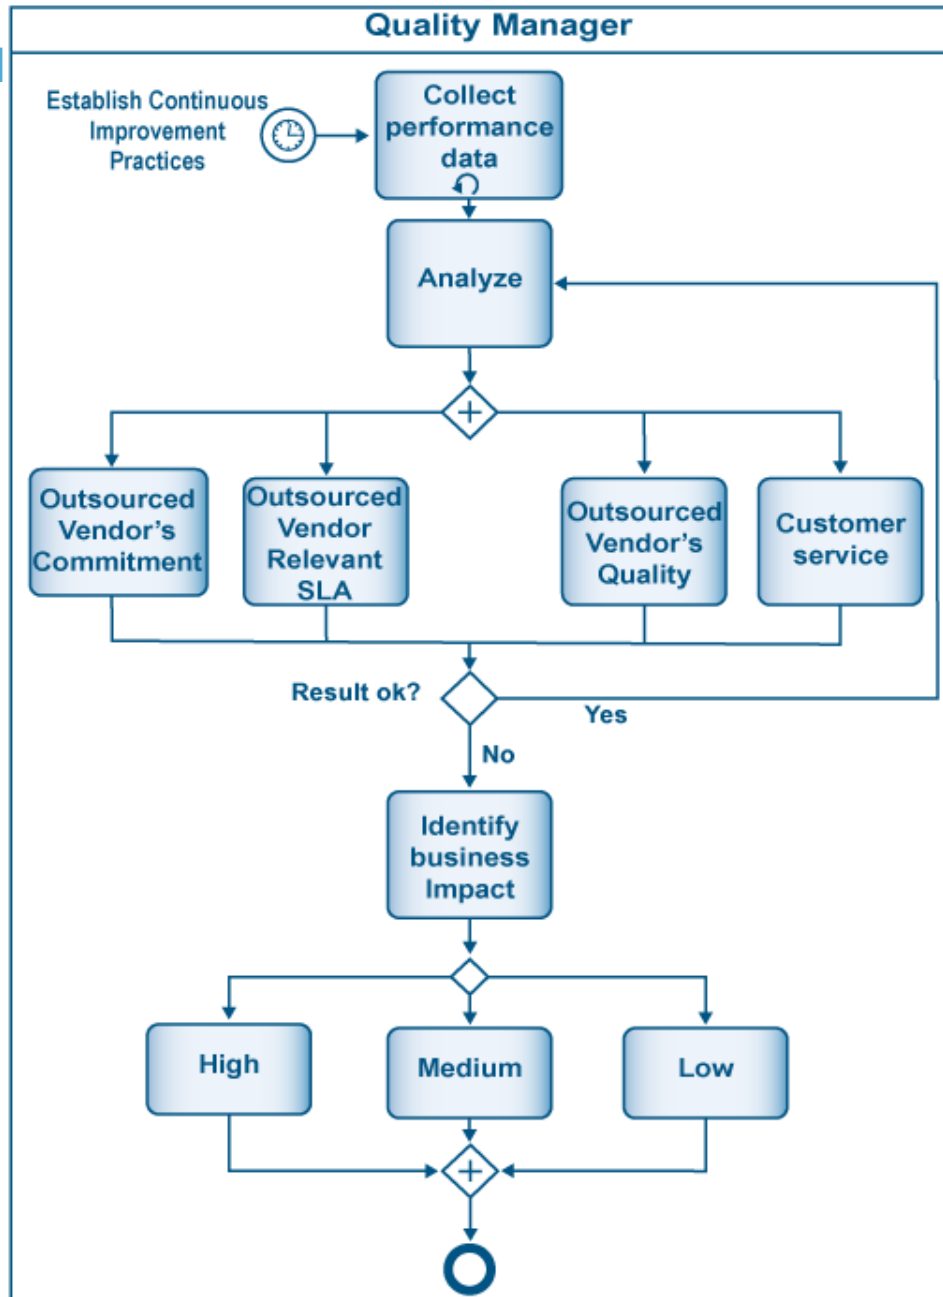 Quality Manager
Establish Continuous
Improvement
Practices
Collect
performance
data
Analyze
Outsourced
Vendor's
Commitment
Outsourced
Vendor
Relevant
SLA
Outsourced
Vendor's
Quality
Customer
service
Result ok?
Yes
No
Identify
business
Impact
High
Medium
Low